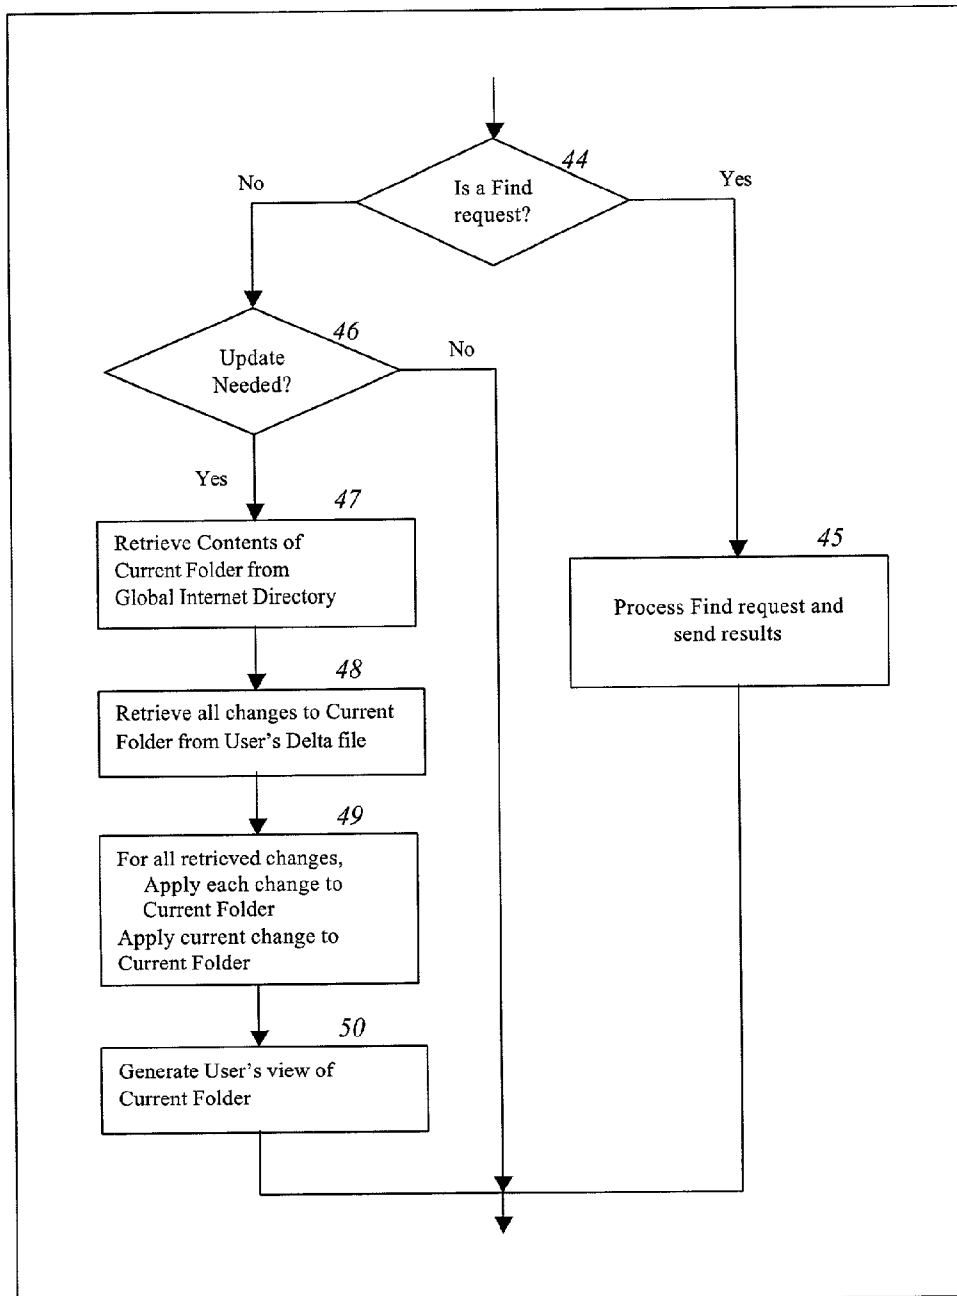 44
Is a Find
request?
No
Yes
46
Update
Needed?
No
Yes
47
Retrieve Contents of
Current Folder from
Global Internet Directory
45
Process Find request and
send results
48
Retrieve all changes to Current
Folder from User's Delta file
49
For all retrieved changes,
Apply each change to
Current Folder
Apply current change to
Current Folder
50
Generate User's view of
Current Folder